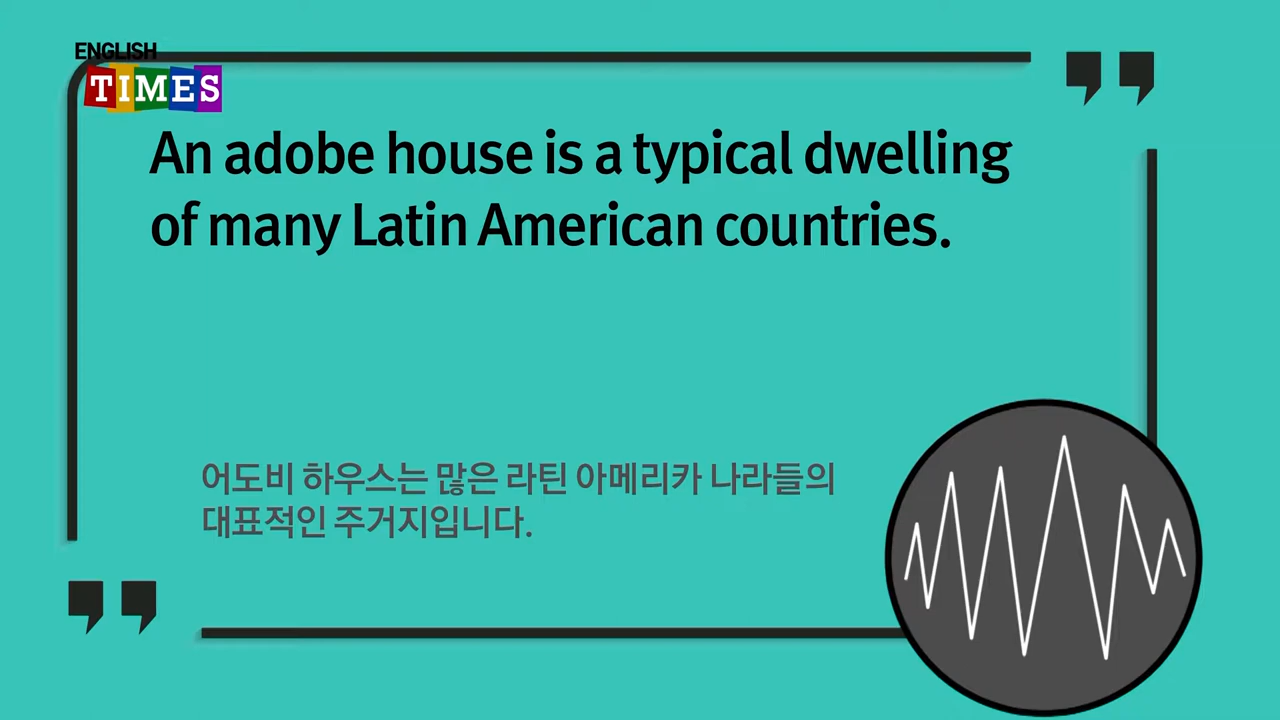 ENGLISH
TIMES
An adobe house is a typical dwelling
of many Latin American countries.
어도비 하우스는 많은 라틴 아메리카 나라들의
대표적인 주거지입니다.